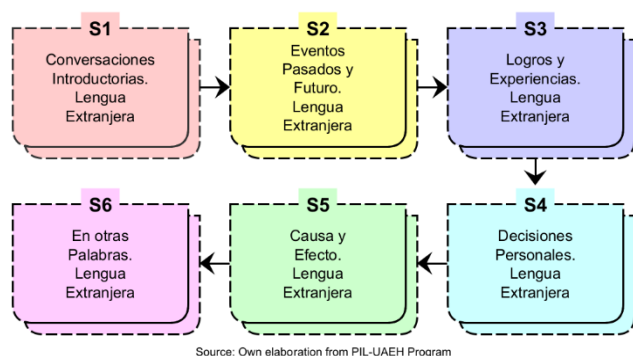 S1
Conversaciones
Introductorias.
Lengua
Extranjera
S2
Eventos
Pasados y
Futuro.
Lengua
Extranjera
S3
Logros y
Experiencias.
Lengua
Extranjera
S4
Decisiones
Personales.
Lengua
Extranjera
S5
Causa y
Efecto.
Lengua
Extranjera
S6
En otras
Palabras.
Lengua
Extranjera
Source: Own elaboration from PIL-UAEH Program